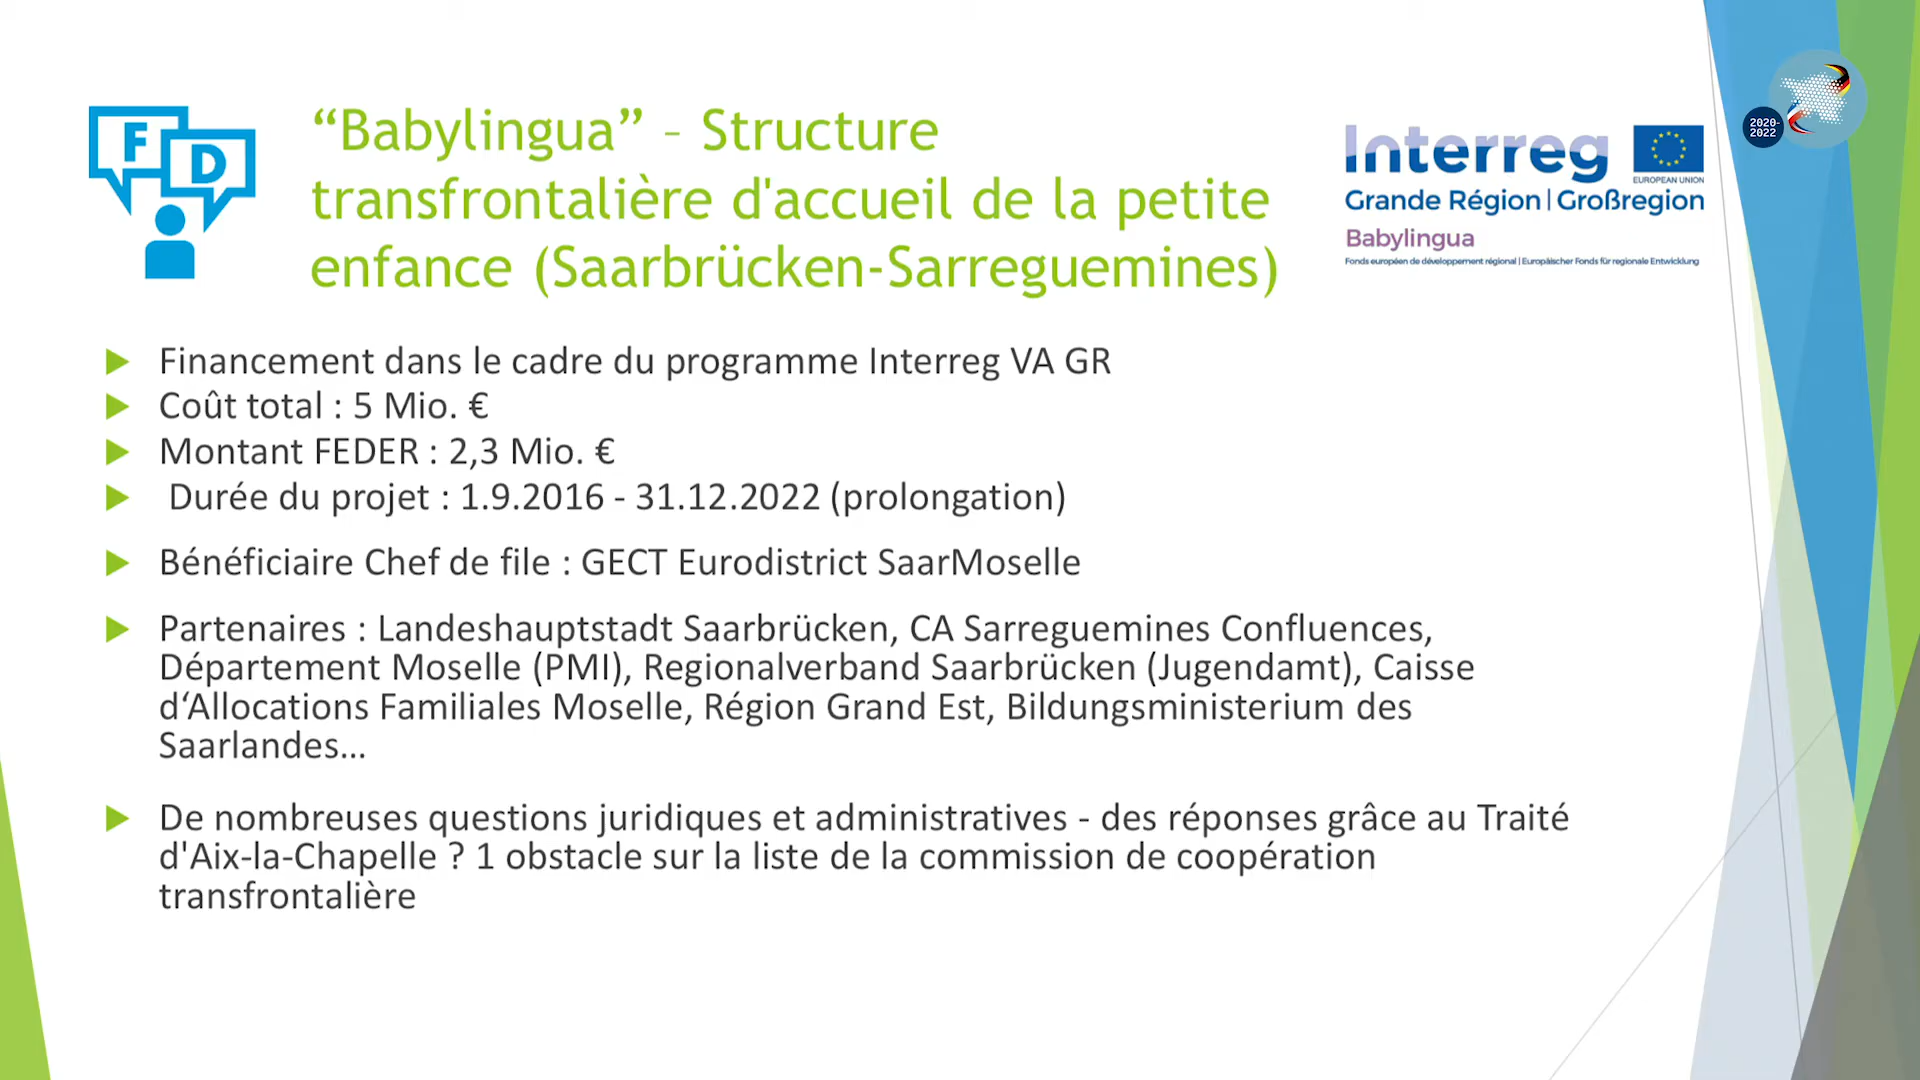 F
D
“Babylingua” – Structure
transfrontalière d'accueil de la petite
enfance (Saarbrücken-Sarreguemines)
Interreg
EUROPEAN UNION
Grande Région | Großregion
Babylingua
Fonds européen de développement régional | Europäischer Fonds für regionale Entwicklung
2020-
2022
Financement dans le cadre du programme Interreg VA GR
Coût total : 5 Mio. €
Montant FEDER : 2,3 Mio. €
Durée du projet : 1.9.2016 - 31.12.2022 (prolongation)
Bénéficiaire Chef de file : GECT Eurodistrict SaarMoselle
Partenaires : Landeshauptstadt Saarbrücken, CA Sarreguemines Confluences,
Département Moselle (PMI), Regionalverband Saarbrücken (Jugendamt), Caisse
d‘Allocations Familiales Moselle, Région Grand Est, Bildungsministerium des
Saarlandes…
De nombreuses questions juridiques et administratives - des réponses grâce au Traité
d'Aix-la-Chapelle ? 1 obstacle sur la liste de la commission de coopération
transfrontalière